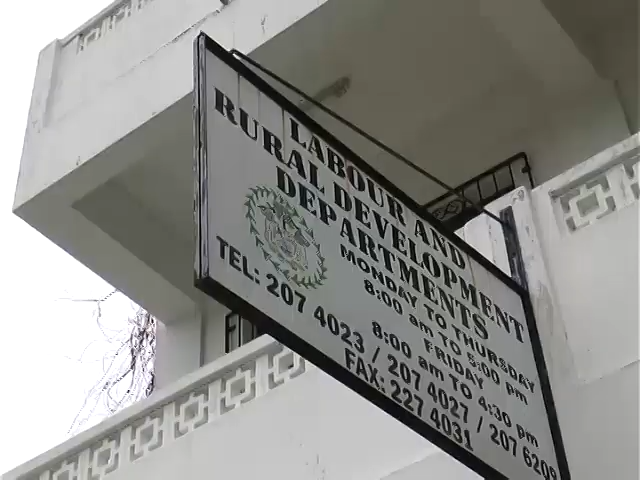 LABOUR AND
RURAL DEVELOPMENT
DEPARTMENTS
MONDAY TO THURSDAY
8:00 am TO 5:00 pm
FRIDAY
8:00 am TO 4:30 pm
TEL: 207 4023 / 207 4027 / 207 6209
FAX: 227 4031